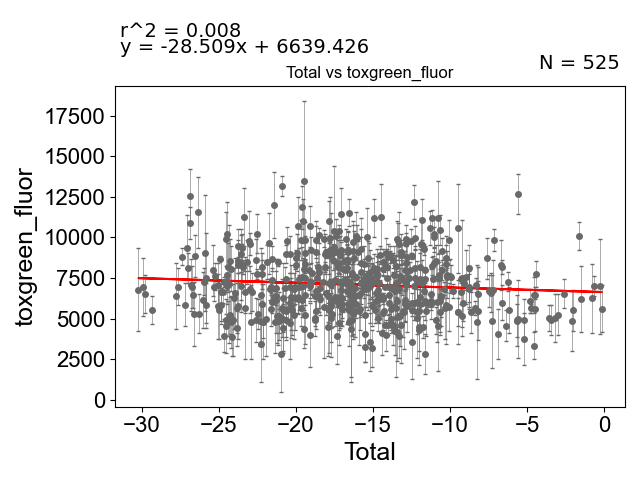 r^2 = 0.008
y = -28.509x + 6639.426
N = 525
Total vs toxgreen_fluor
17500
15000
12500
10000
7500
5000
2500
0
toxgreen_fluor
−30 −25 −20 −15 −10 −5 0
Total